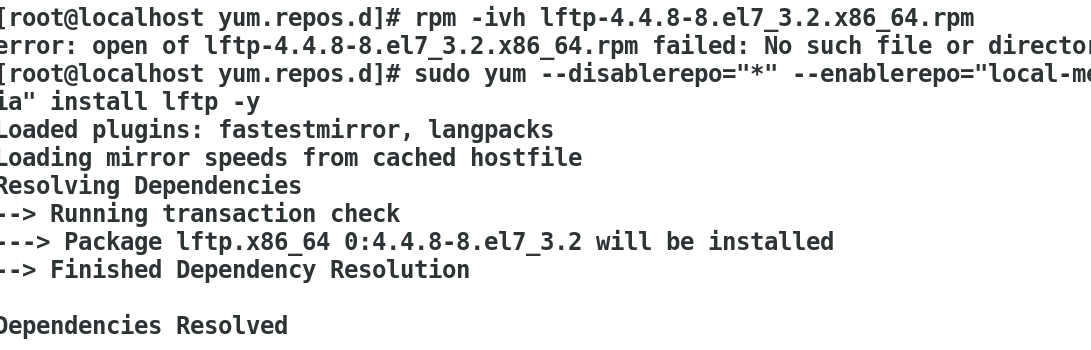 [root@localhost yum.repos.d]# rpm -ivh lftp-4.4.8-8.el7_3.2.x86_64.rpm
error: open of lftp-4.4.8-8.el7_3.2.x86_64.rpm failed: No such file or director
[root@localhost yum.repos.d]# sudo yum --disablerepo="*" --enablerepo="local-me
ia" install lftp -y
Loaded plugins: fastestmirror, langpacks
Loading mirror speeds from cached hostfile
Resolving Dependencies
--> Running transaction check
---> Package lftp.x86_64 0:4.4.8-8.el7_3.2 will be installed
--> Finished Dependency Resolution
Dependencies Resolved